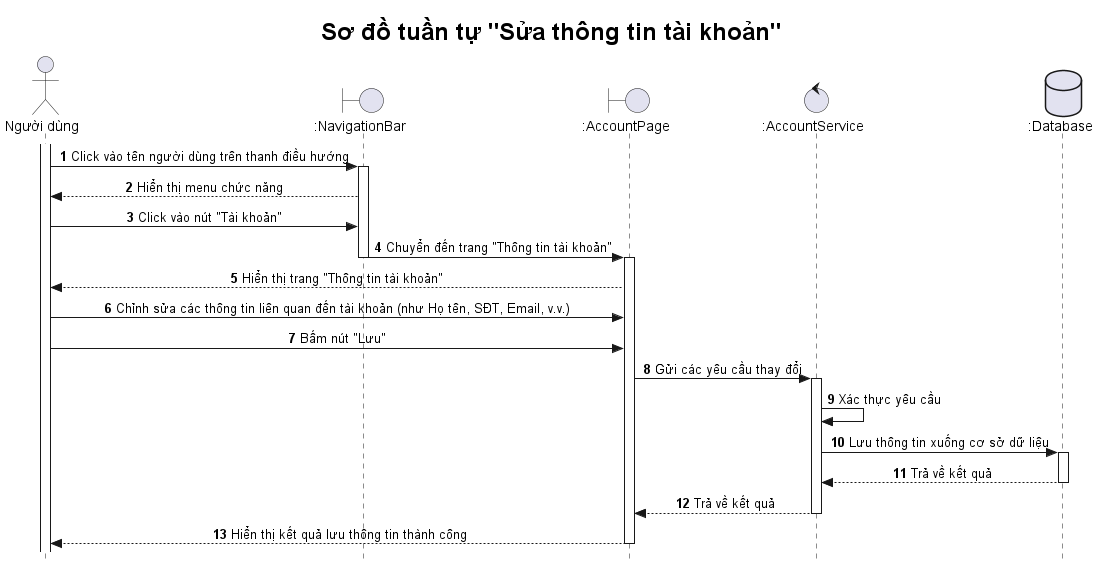 Sơ đồ tuần tự "Sửa thông tin tài khoản"
Người dùng
:NavigationBar
:AccountPage
:AccountService
:Database
1 Click vào tên người dùng trên thanh điều hướng
2 Hiển thị menu chức năng
3 Click vào nút "Tài khoản"
4 Chuyển đến trang "Thông tin tài khoản"
5 Hiển thị trang "Thông tin tài khoản"
6 Chỉnh sửa các thông tin liên quan đến tài khoản (như Họ tên, SĐT, Email, v.v.)
7 Bấm nút "Lưu"
8 Gửi các yêu cầu thay đổi
9 Xác thực yêu cầu
10 Lưu thông tin xuống cơ sở dữ liệu
11 Trả về kết quả
12 Trả về kết quả
13 Hiển thị kết quả lưu thông tin thành công